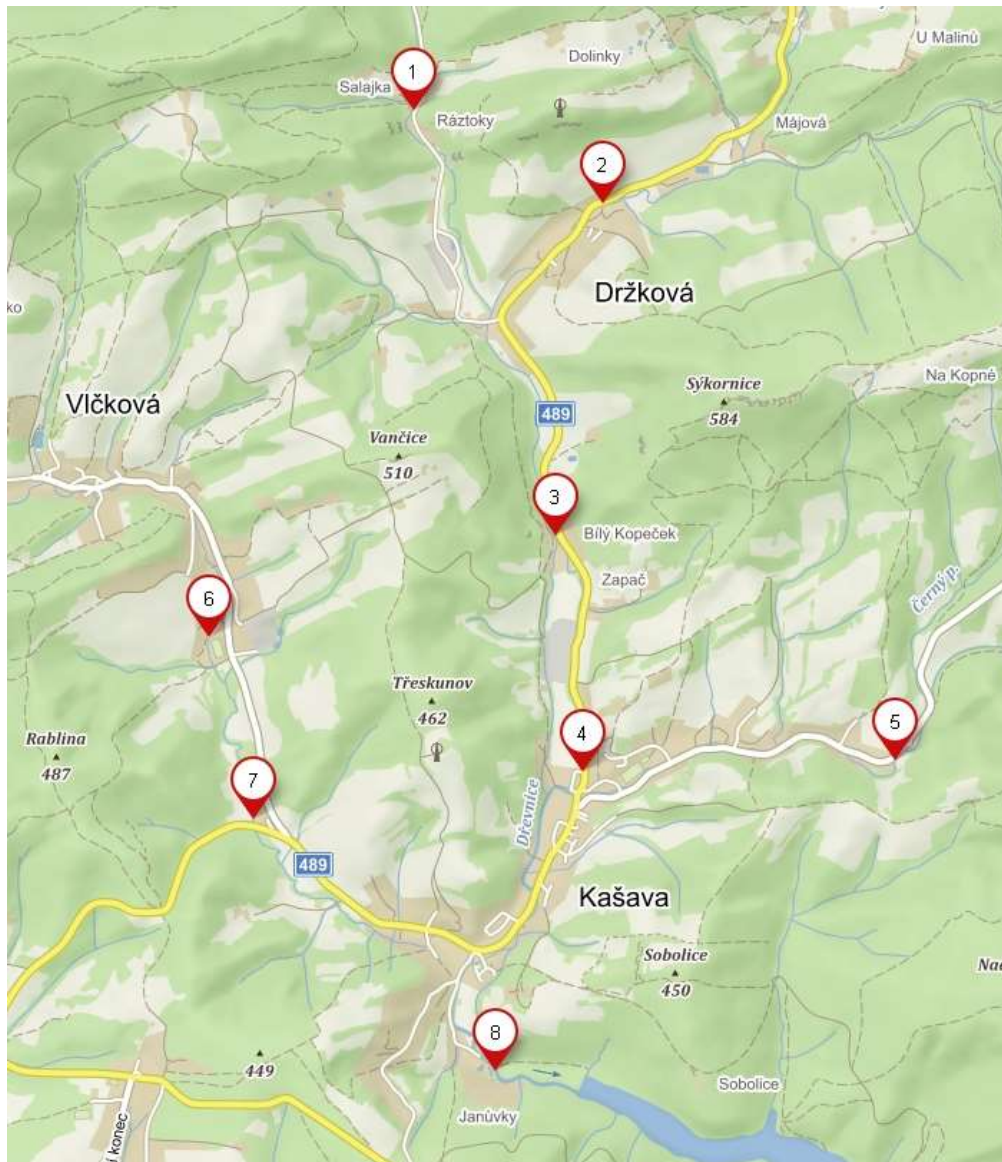 U Malinů
Dolinky
1
Salajka
Ráztoky
Májová
2
Držková
ko
Na Kopné
Sýkornice
584
Vlčková
489
Vančice
510
3
Bílý Kopeček
Zapač
Černý p.
6
Třeskunov
462
5
4
Rablina
487
7
Dřevnice
489
Kašava
Sobolice
450
Nad
8
449
Sobolice
Janůvky
í konec